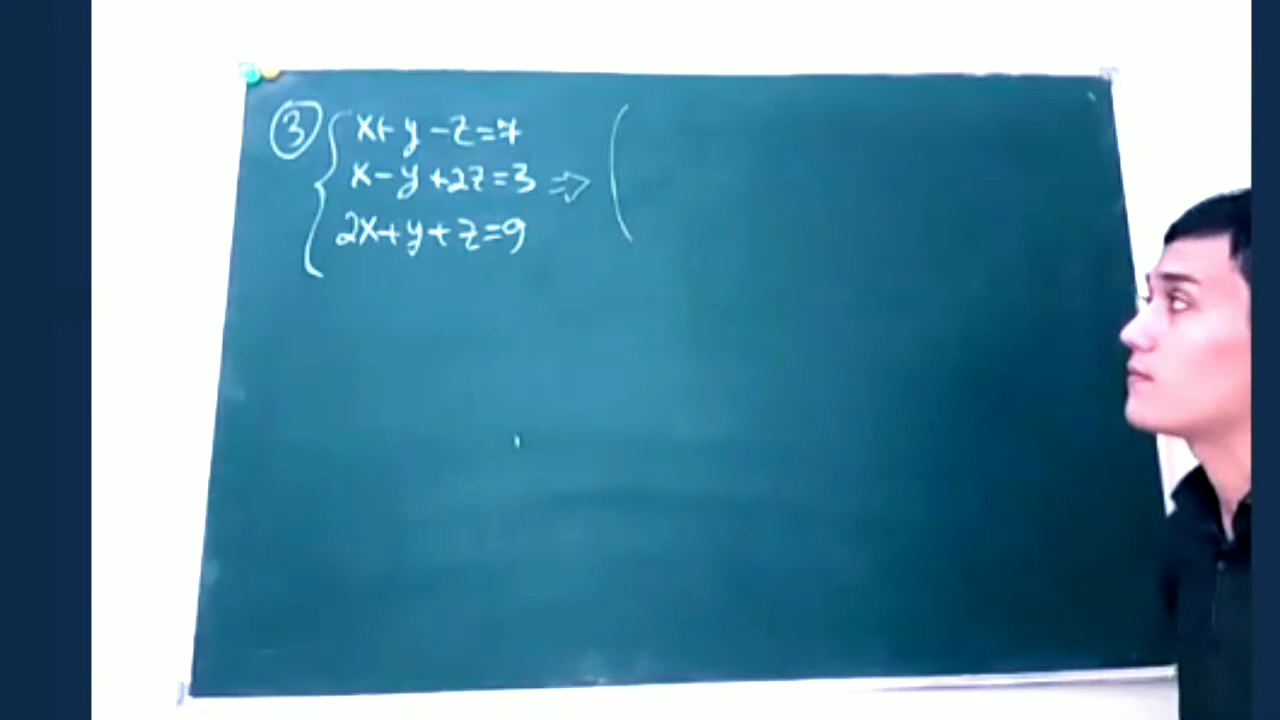 ③ { x+y-z=7
x-y+2z=3 ⇒ (
2x+y+z=9